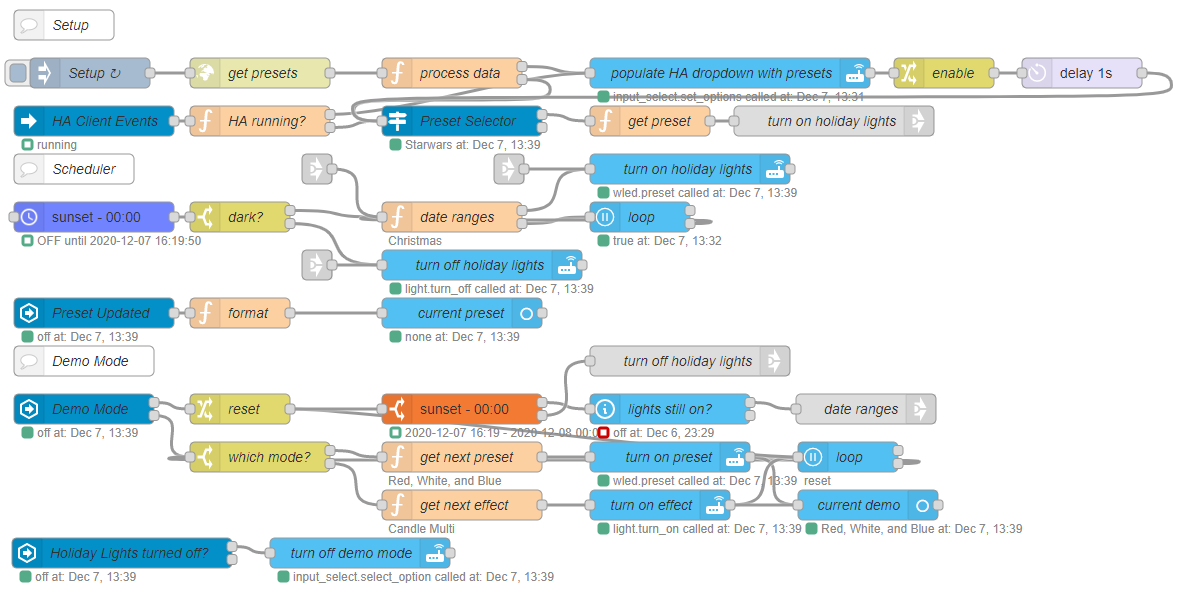 Setup
Setup ↻
get presets
process data
populate HA dropdown with presets
enable
delay 1s
input_select.set_options called at: Dec 7, 13:31
HA Client Events
HA running?
Preset Selector
get preset
turn on holiday lights
running
Starwars at: Dec 7, 13:39
Scheduler
turn on holiday lights
wled.preset called at: Dec 7, 13:39
sunset - 00:00
dark?
date ranges
loop
OFF until 2020-12-07 16:19:50
Christmas
true at: Dec 7, 13:32
turn off holiday lights
light.turn_off called at: Dec 7, 13:39
Preset Updated
format
current preset
off at: Dec 7, 13:39
none at: Dec 7, 13:39
Demo Mode
turn off holiday lights
Demo Mode
reset
sunset - 00:00
lights still on?
date ranges
off at: Dec 7, 13:39
2020-12-07 16:19 - 2020-12-08 00:0
off at: Dec 6, 23:29
which mode?
get next preset
turn on preset
loop
Red, White, and Blue
wled.preset called at: Dec 7, 13:39
reset
get next effect
turn on effect
current demo
Candle Multi
light.turn_on called at: Dec 7, 13:39
Red, White, and Blue at: Dec 7, 13:39
Holiday Lights turned off?
turn off demo mode
off at: Dec 7, 13:39
input_select.select_option called at: Dec 7, 13:39